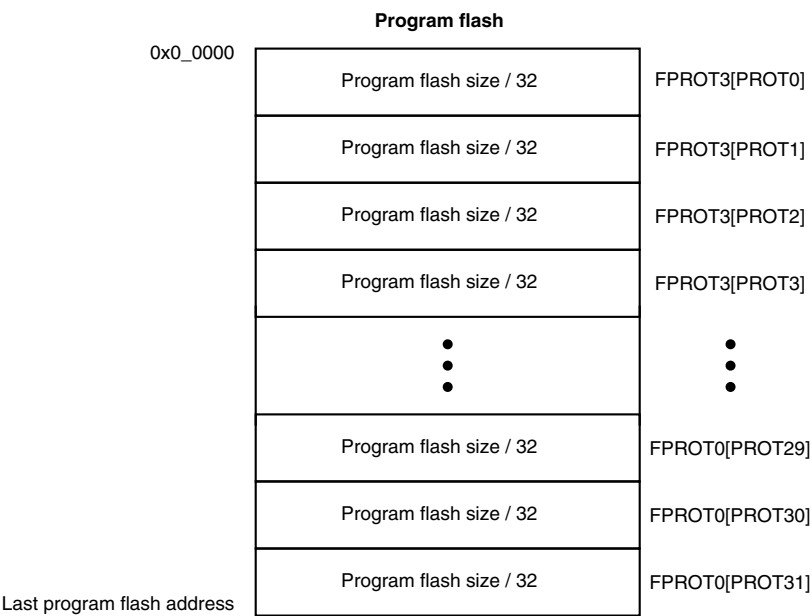 Program flash
0x0_0000
Program flash size / 32 FPROT3[PROT0]
Program flash size / 32 FPROT3[PROT1]
Program flash size / 32 FPROT3[PROT2]
Program flash size / 32 FPROT3[PROT3]
Program flash size / 32 FPROT0[PROT29]
Program flash size / 32 FPROT0[PROT30]
Program flash size / 32 FPROT0[PROT31]
Last program flash address